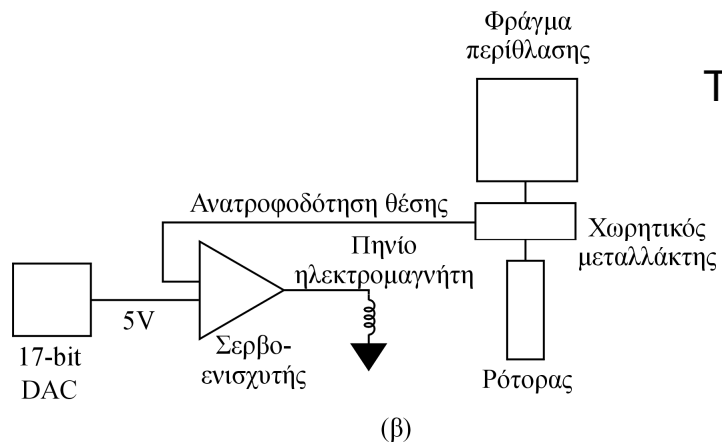 Φράγμα
περίθλασης
T
Ανατροφοδότηση θέσης
Χωρητικός
μεταλλάκτης
Πηνίο
ηλεκτρομαγνήτη
5V
17-bit
DAC
Σερβο-
ενισχυτής
Ρότορας
(β)